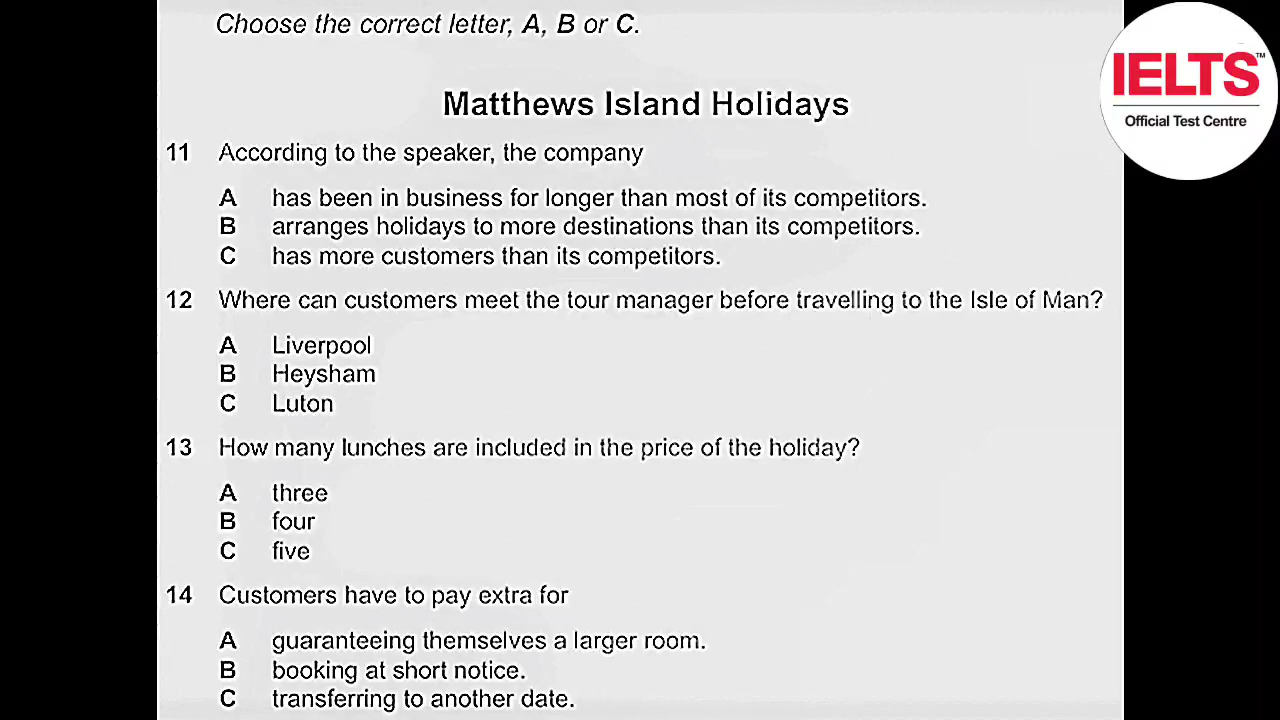 Choose the correct letter, A, B or C.
IELTS™
Official Test Centre
Matthews Island Holidays
11 According to the speaker, the company
A has been in business for longer than most of its competitors.
B arranges holidays to more destinations than its competitors.
C has more customers than its competitors.
12 Where can customers meet the tour manager before travelling to the Isle of Man?
A Liverpool
B Heysham
C Luton
13 How many lunches are included in the price of the holiday?
A three
B four
C five
14 Customers have to pay extra for
A guaranteeing themselves a larger room.
B booking at short notice.
C transferring to another date.